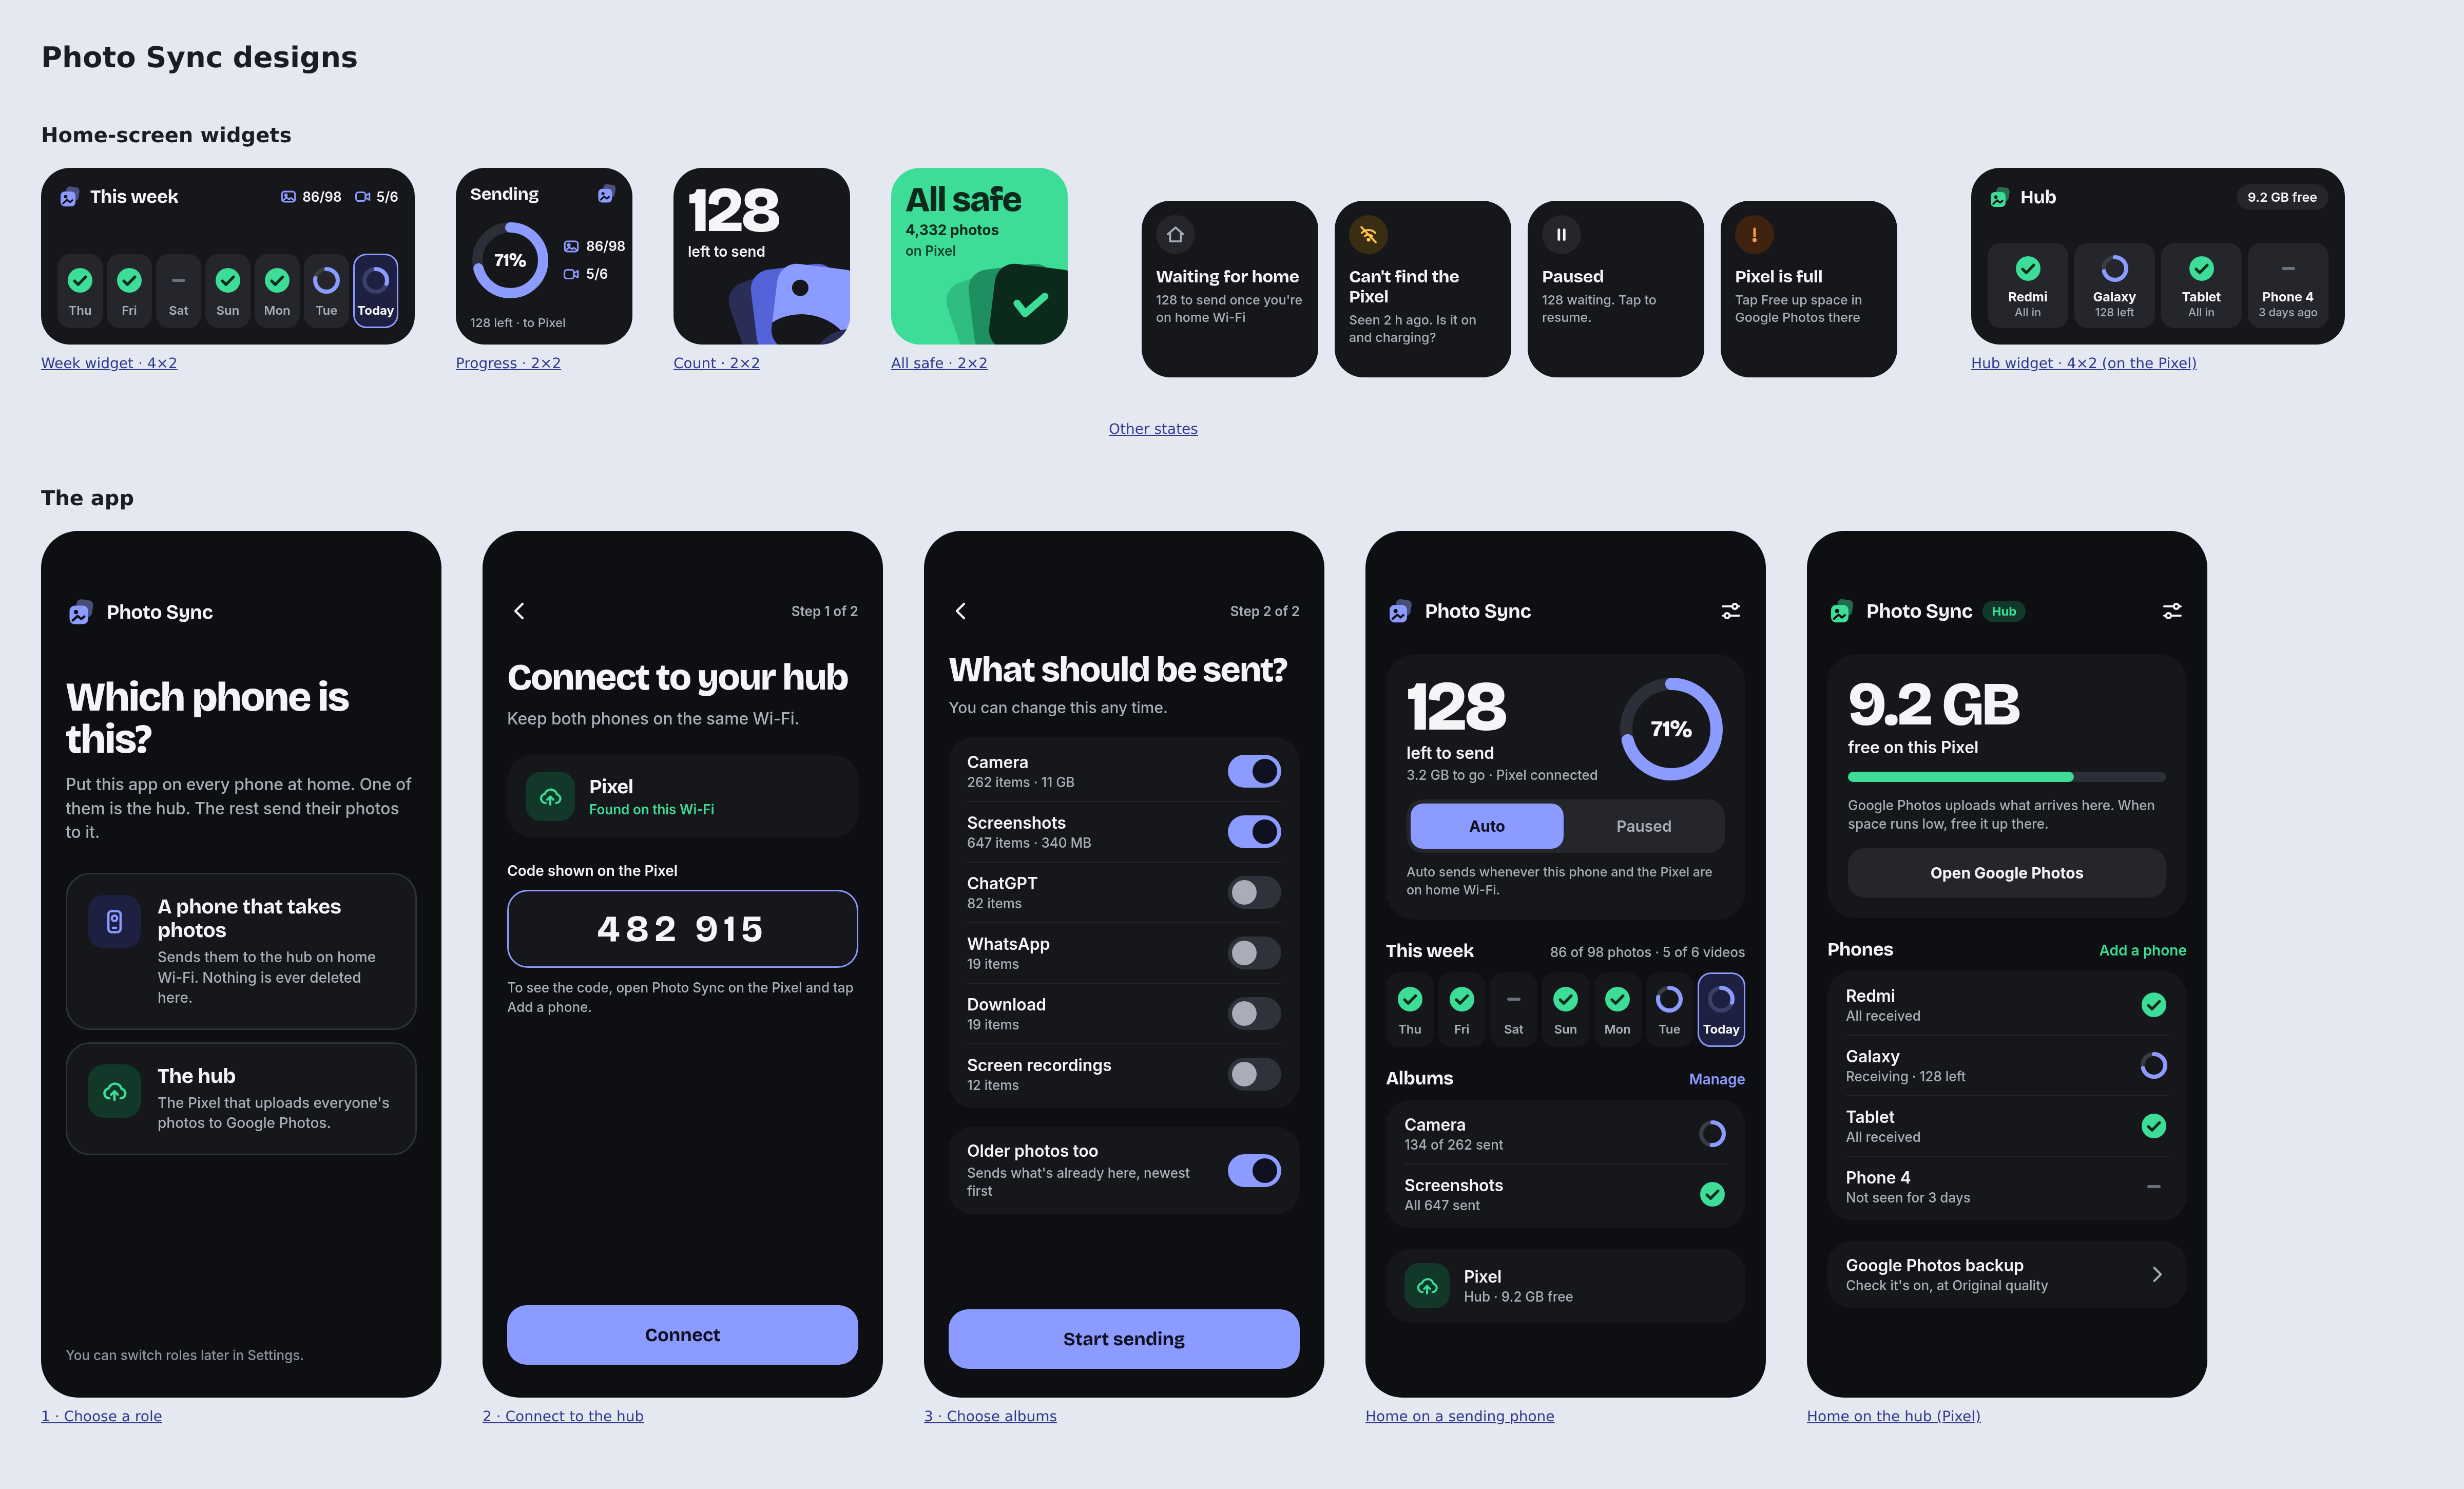 Photo Sync designs
Home-screen widgets
This week
86/98
5/6
Thu
Fri
Sat
Sun
Mon
Tue
Today
Week widget · 4×2
Sending
71%
86/98
5/6
128 left · to Pixel
Progress · 2×2
128
left to send
Count · 2×2
All safe
4,332 photos
on Pixel
All safe · 2×2
Waiting for home
128 to send once you're
on home Wi-Fi
Can't find the
Pixel
Seen 2 h ago. Is it on
and charging?
Paused
128 waiting. Tap to
resume.
Pixel is full
Tap Free up space in
Google Photos there
Other states
Hub
9.2 GB free
Redmi
All in
Galaxy
128 left
Tablet
All in
Phone 4
3 days ago
Hub widget · 4×2 (on the Pixel)
The app
Photo Sync
Which phone is
this?
Put this app on every phone at home. One of
them is the hub. The rest send their photos
to it.
A phone that takes
photos
Sends them to the hub on home
Wi-Fi. Nothing is ever deleted
here.
The hub
The Pixel that uploads everyone's
photos to Google Photos.
You can switch roles later in Settings.
1 · Choose a role
Step 1 of 2
Connect to your hub
Keep both phones on the same Wi-Fi.
Pixel
Found on this Wi-Fi
Code shown on the Pixel
482 915
To see the code, open Photo Sync on the Pixel and tap
Add a phone.
Connect
2 · Connect to the hub
Step 2 of 2
What should be sent?
You can change this any time.
Camera
262 items · 11 GB
Screenshots
647 items · 340 MB
ChatGPT
82 items
WhatsApp
19 items
Download
19 items
Screen recordings
12 items
Older photos too
Sends what's already here, newest
first
Start sending
3 · Choose albums
Photo Sync
128
left to send
3.2 GB to go · Pixel connected
71%
Auto
Paused
Auto sends whenever this phone and the Pixel are
on home Wi-Fi.
This week
86 of 98 photos · 5 of 6 videos
Thu
Fri
Sat
Sun
Mon
Tue
Today
Albums
Manage
Camera
134 of 262 sent
Screenshots
All 647 sent
Pixel
Hub · 9.2 GB free
Home on a sending phone
Photo Sync
Hub
9.2 GB
free on this Pixel
Google Photos uploads what arrives here. When
space runs low, free it up there.
Open Google Photos
Phones
Add a phone
Redmi
All received
Galaxy
Receiving · 128 left
Tablet
All received
Phone 4
Not seen for 3 days
Google Photos backup
Check it's on, at Original quality
Home on the hub (Pixel)